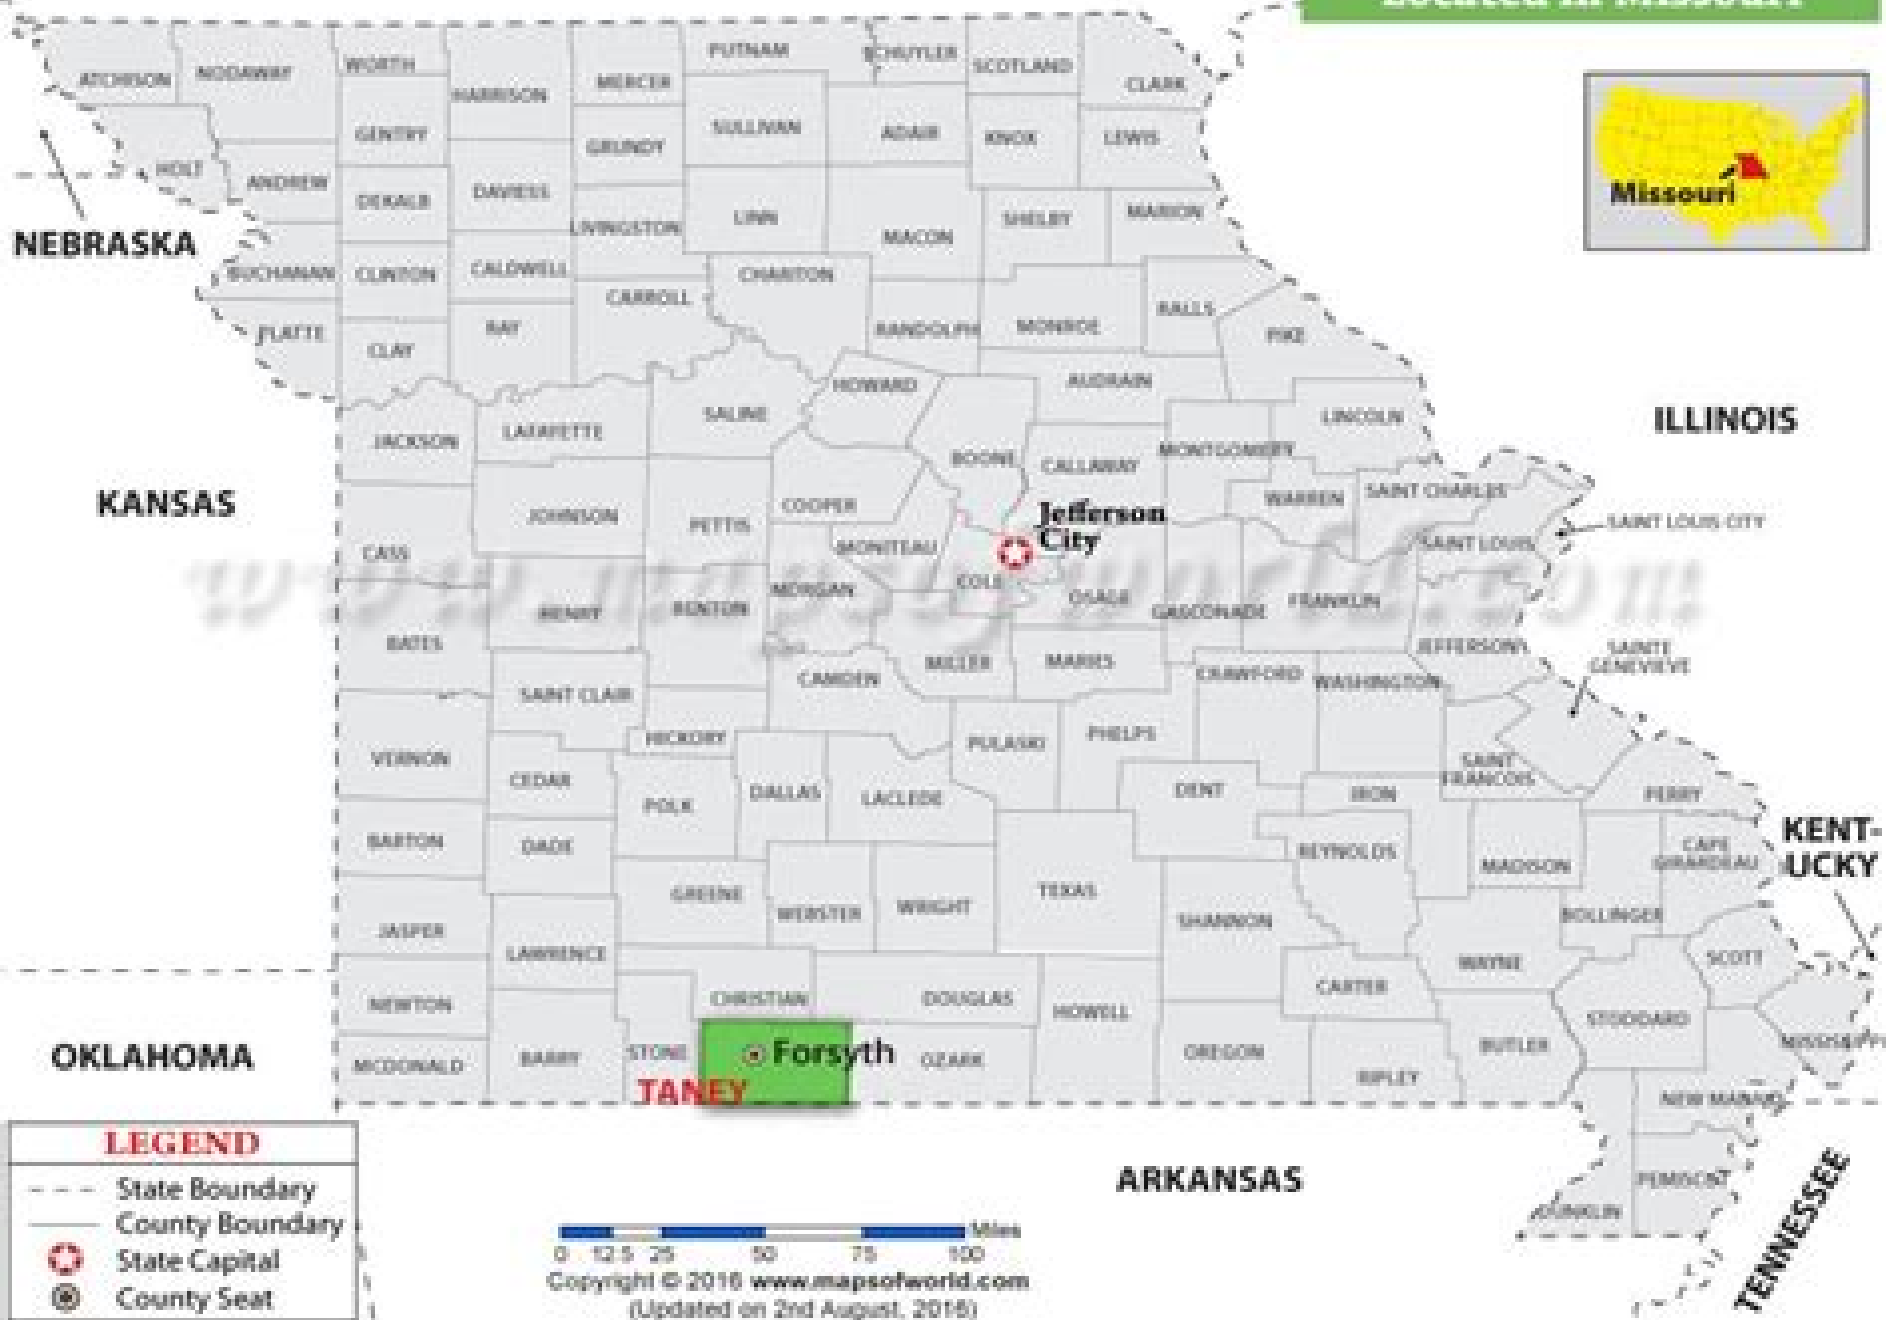 Located in Missouri
ATCHISON
NODAWAY
WORTH
HARRISON
MERCER
PUTNAM
SCHUYLER
SCOTLAND
CLARK
GENTRY
GRUNDY
SULLIVAN
ADAIR
KNOX
LEWIS
HOLT
ANDREW
DEKALB
DAVIESS
LIVINGSTON
LINN
MACON
SHELBY
MARION
Missouri
NEBRASKA
BUCHANAN
CLINTON
CALDWELL
CARROLL
CHARITON
RANDOLPH
MONROE
RALLS
PIKE
PLATTE
CLAY
RAY
HOWARD
AUDRAIN
JACKSON
LAFAYETTE
SALINE
BOONE
CALLAWAY
MONTGOMERY
LINCOLN
ILLINOIS
KANSAS
JOHNSON
PETTIS
COOPER
WARREN
SAINT CHARLES
SAINT LOUIS CITY
Jefferson
City
CASS
MONITEAU
SAINT LOUIS
www.mapsofworld.com
HENRY
BENTON
MORGAN
COLE
OSAGE
GASCONADE
FRANKLIN
JEFFERSON
BATES
SAINT CLAIR
CAMDEN
MILLER
MARIES
CRAWFORD
WASHINGTON
SAINTE
GENEVIEVE
VERNON
HICKORY
CEDAR
POLK
DALLAS
LACLEDE
PULASKI
PHELPS
DENT
IRON
SAINT
FRANCOIS
PERRY
BARTON
DADE
GREENE
WEBSTER
WRIGHT
TEXAS
REYNOLDS
MADISON
CAPE
GIRARDEAU
KENT-
UCKY
JASPER
LAWRENCE
SHANNON
BOLLINGER
WAYNE
SCOTT
NEWTON
CHRISTIAN
DOUGLAS
HOWELL
CARTER
STODDARD
MISSISSIPPI
OKLAHOMA
MCDONALD
BARRY
STONE
Forsyth
TANEY
OZARK
OREGON
RIPLEY
BUTLER
NEW MADRID
PEMISCOT
DUNKLIN
ARKANSAS
TENNESSEE
LEGEND
State Boundary
County Boundary
State Capital
County Seat
0 12.5 25 50 75 100 Miles
Copyright © 2016 www.mapsofworld.com
(Updated on 2nd August, 2016)